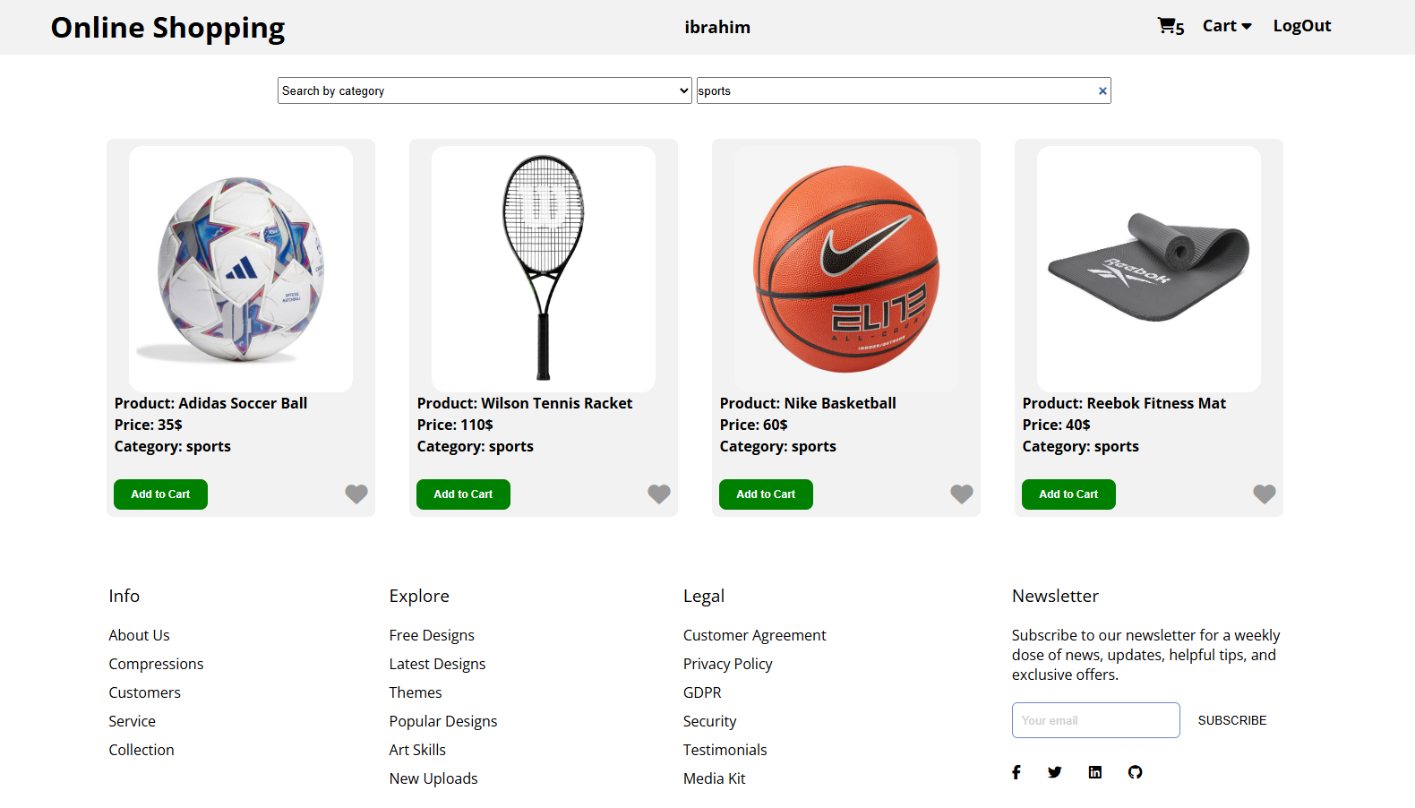 Online Shopping
ibrahim
5
Cart
LogOut
Search by category
sports
Product: Adidas Soccer Ball
Price: 35$
Category: sports
Add to Cart
W
Product: Wilson Tennis Racket
Price: 110$
Category: sports
Add to Cart
ELITE
ALL-COURT
Product: Nike Basketball
Price: 60$
Category: sports
Add to Cart
Reebok
Product: Reebok Fitness Mat
Price: 40$
Category: sports
Add to Cart
Info
About Us
Compressions
Customers
Service
Collection
Explore
Free Designs
Latest Designs
Themes
Popular Designs
Art Skills
New Uploads
Legal
Customer Agreement
Privacy Policy
GDPR
Security
Testimonials
Media Kit
Newsletter
Subscribe to our newsletter for a weekly
dose of news, updates, helpful tips, and
exclusive offers.
Your email
SUBSCRIBE